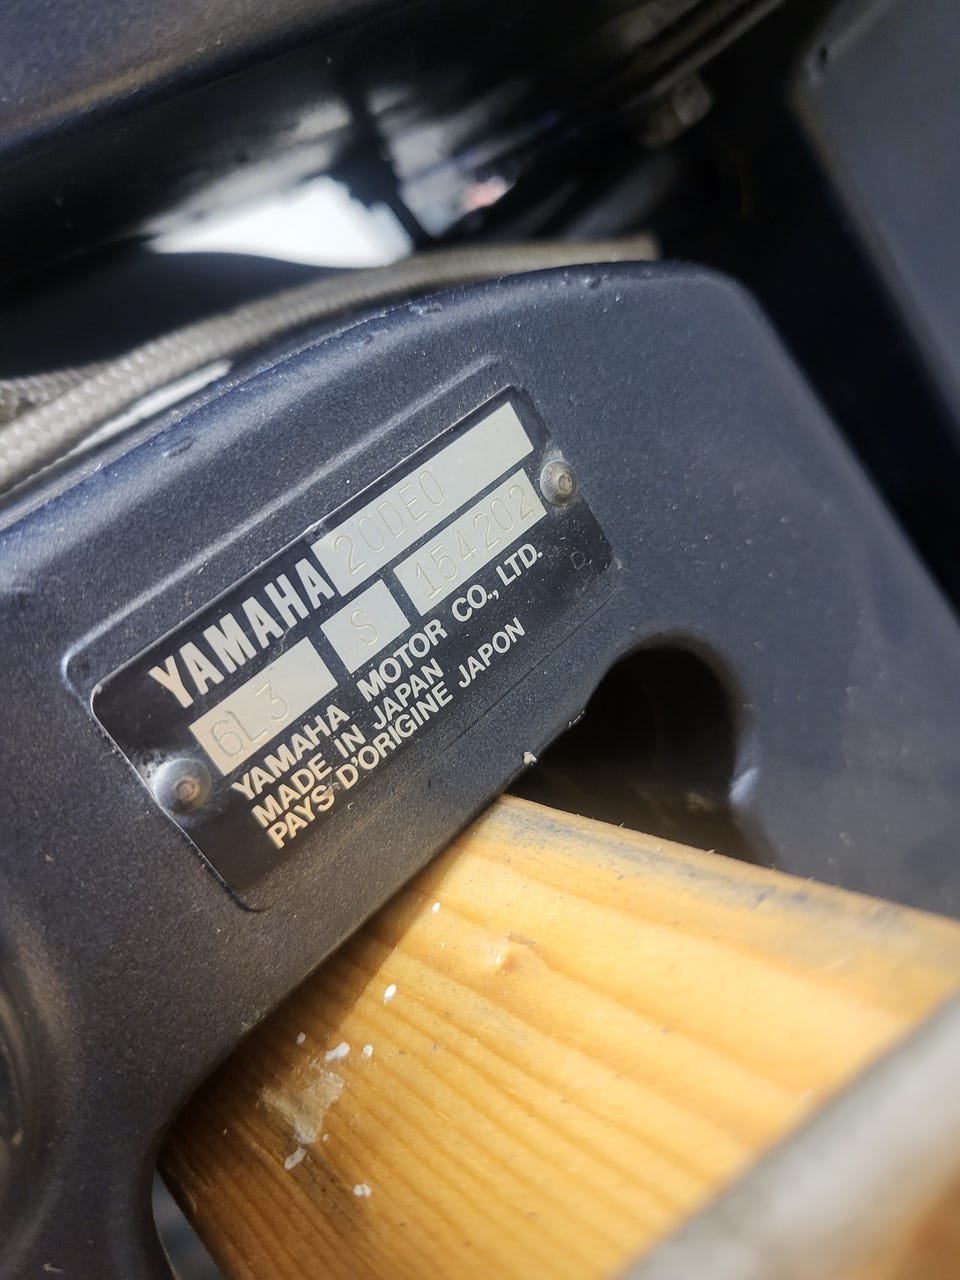 YAMAHA 20DEO
6L3 S 154202
YAMAHA MOTOR CO., LTD.
MADE IN JAPAN
PAYS D'ORIGINE JAPON